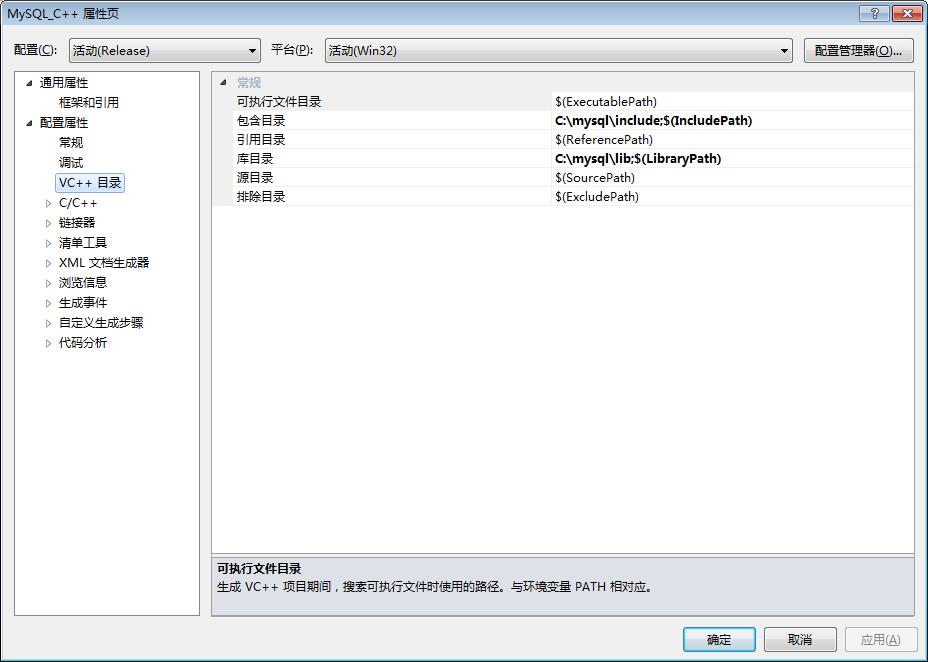 MySQL_C++ 属性页
配置(C): 活动(Release) 平台(P): 活动(Win32) 配置管理器(O)...
通用属性
框架和引用
配置属性
常规
调试
VC++ 目录
C/C++
链接器
清单工具
XML 文档生成器
浏览信息
生成事件
自定义生成步骤
代码分析
常规
可执行文件目录 $(ExecutablePath)
包含目录 C:\mysql\include;$(IncludePath)
引用目录 $(ReferencePath)
库目录 C:\mysql\lib;$(LibraryPath)
源目录 $(SourcePath)
排除目录 $(ExcludePath)
可执行文件目录
生成 VC++ 项目期间，搜索可执行文件时使用的路径。与环境变量 PATH 相对应。
确定 取消 应用(A)